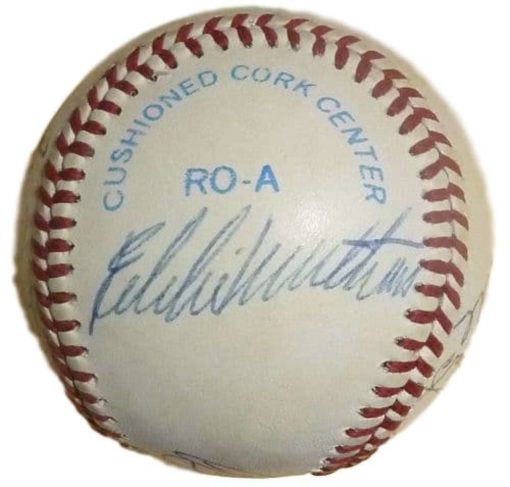 CUSHIONED CORK CENTER
RO-A
Eddie Mathews